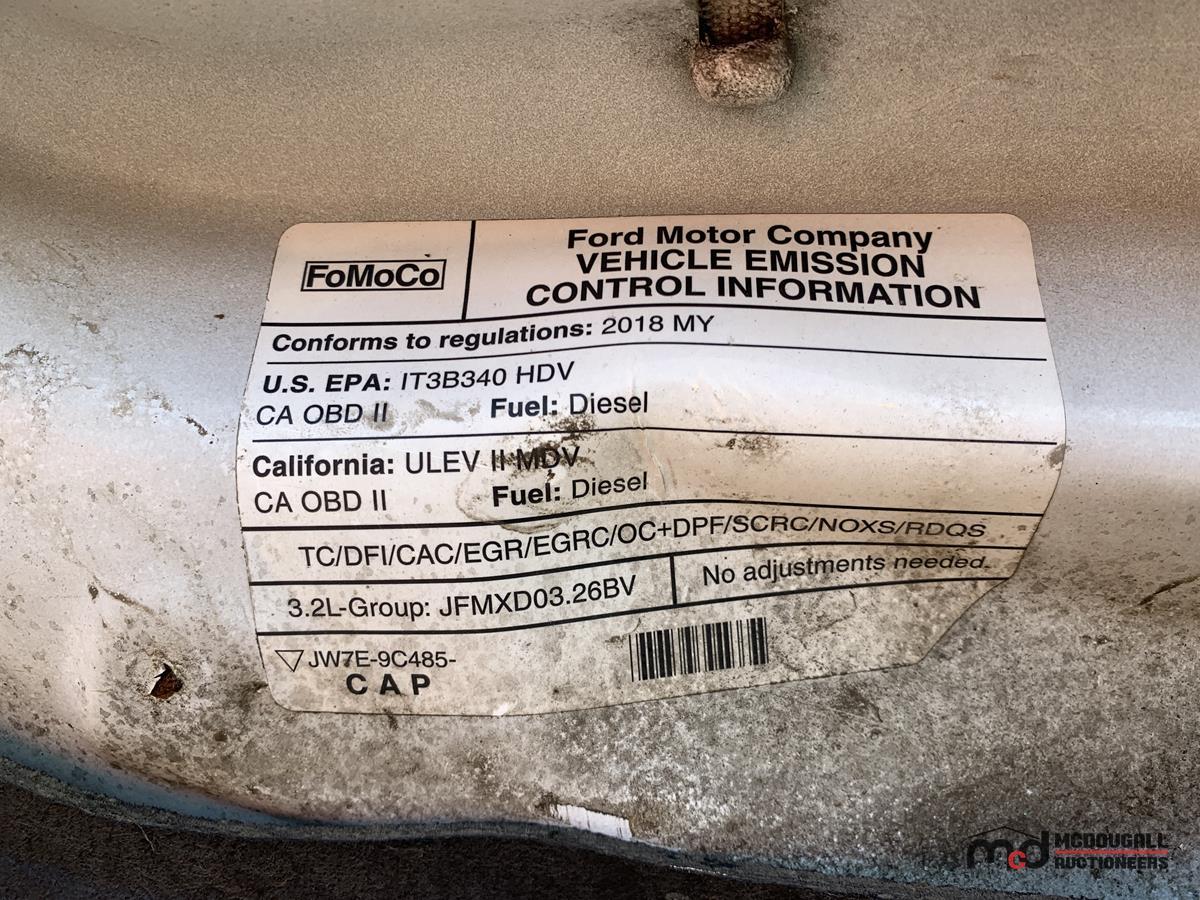 FoMoCo
Ford Motor Company
VEHICLE EMISSION
CONTROL INFORMATION
Conforms to regulations: 2018 MY
U.S. EPA: IT3B340 HDV
CA OBD II Fuel: Diesel
California: ULEV II MDV
CA OBD II Fuel: Diesel
TC/DFI/CAC/EGR/EGRC/OC+DPF/SCRC/NOXS/RDQS
3.2L-Group: JFMXD03.26BV
No adjustments needed.
JW7E-9C485-
CAP
mcd
MCDOUGALL
AUCTIONEERS